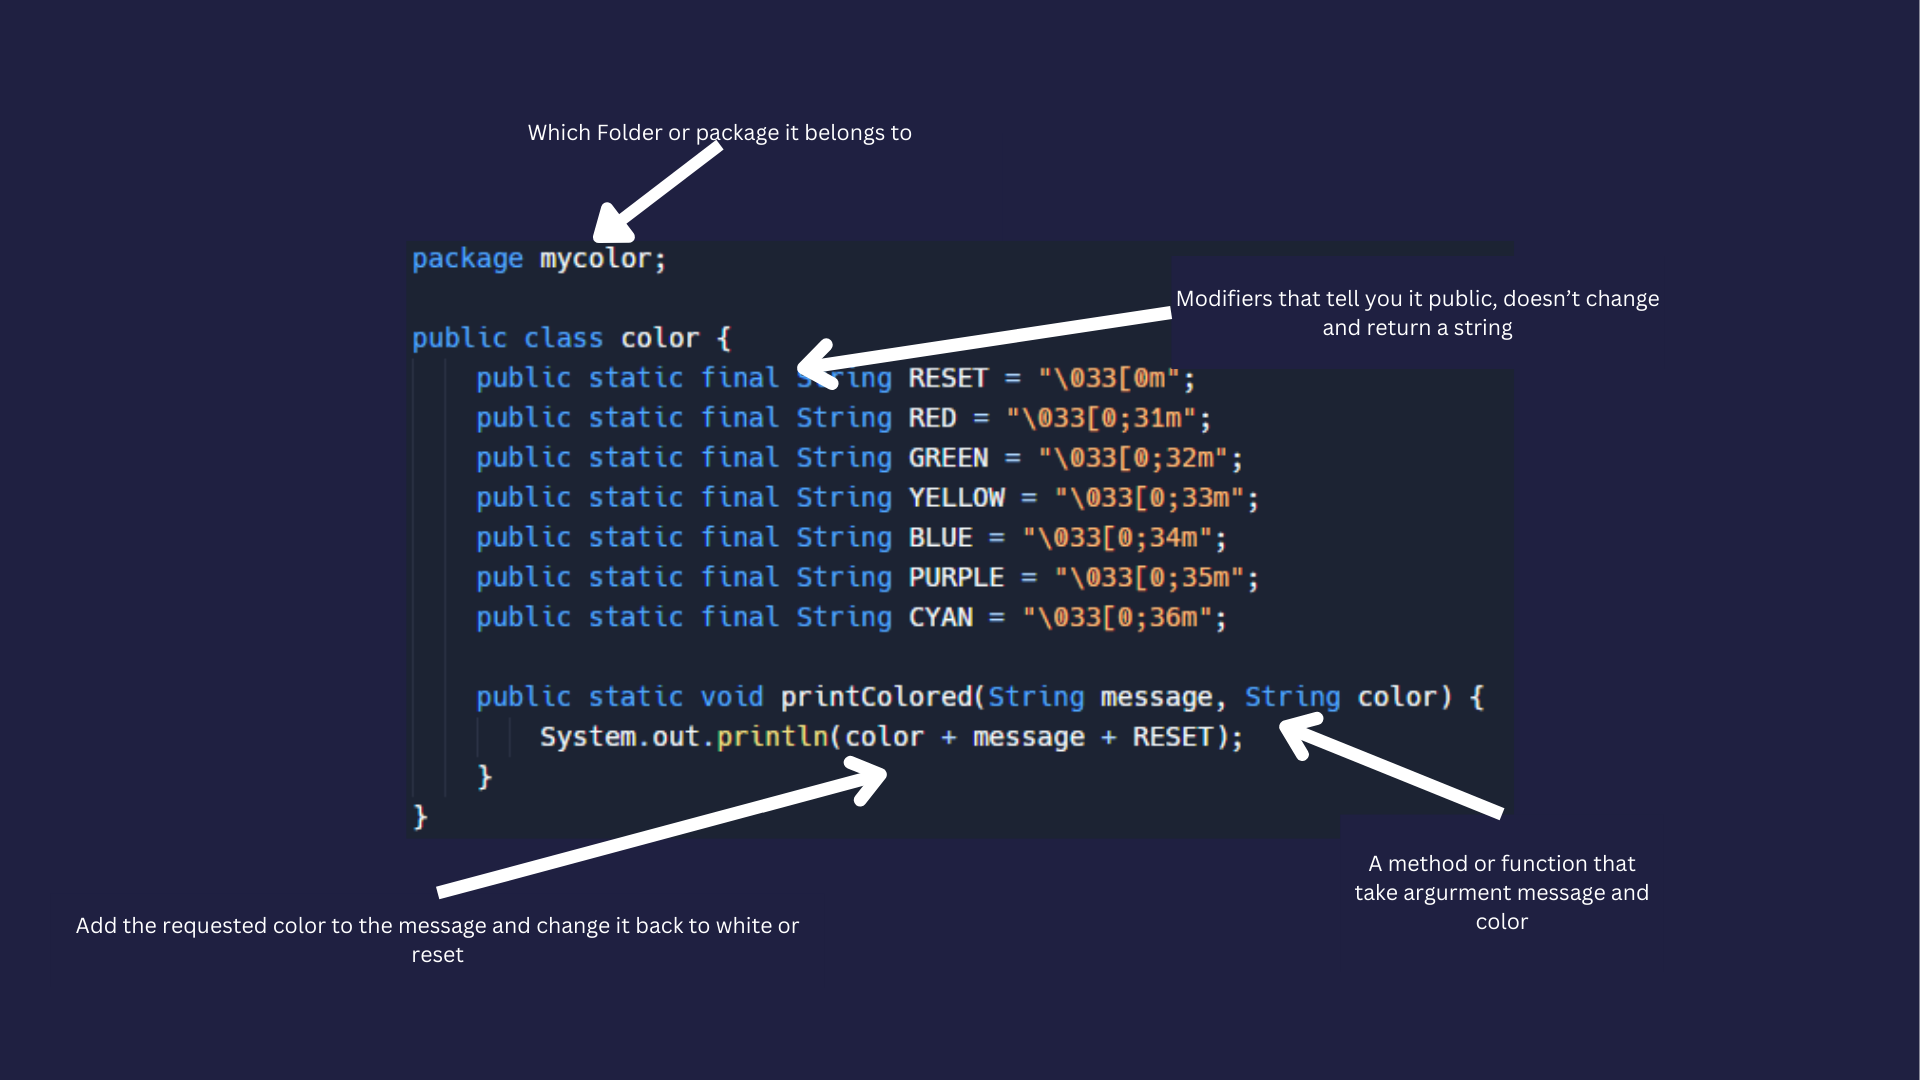 Which Folder or package it belongs to
package mycolor;
Modifiers that tell you it public, doesn’t change
and return a string
public class color {
public static final String RESET = "\033[0m";
public static final String RED = "\033[0;31m";
public static final String GREEN = "\033[0;32m";
public static final String YELLOW = "\033[0;33m";
public static final String BLUE = "\033[0;34m";
public static final String PURPLE = "\033[0;35m";
public static final String CYAN = "\033[0;36m";
public static void printColored(String message, String color) {
System.out.println(color + message + RESET);
}
}
A method or function that
take argurment message and
color
Add the requested color to the message and change it back to white or
reset